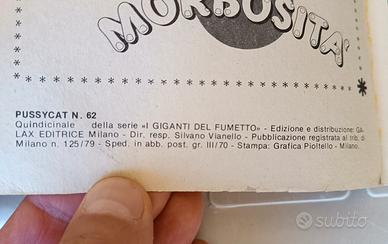 MORBOSITÀ
PUSSYCAT N. 62
Quindicinale della serie «I GIGANTI DEL FUMETTO» - Edizione e distribuzione: GA-
LAX EDITRICE Milano - Dir. resp. Silvano Vianello - Pubblicazione registrata al trib. di
Milano n. 125/79 - Sped. in abb. post. gr. III/70 - Stampa: Grafica Pioltello - Milano.
subito.it